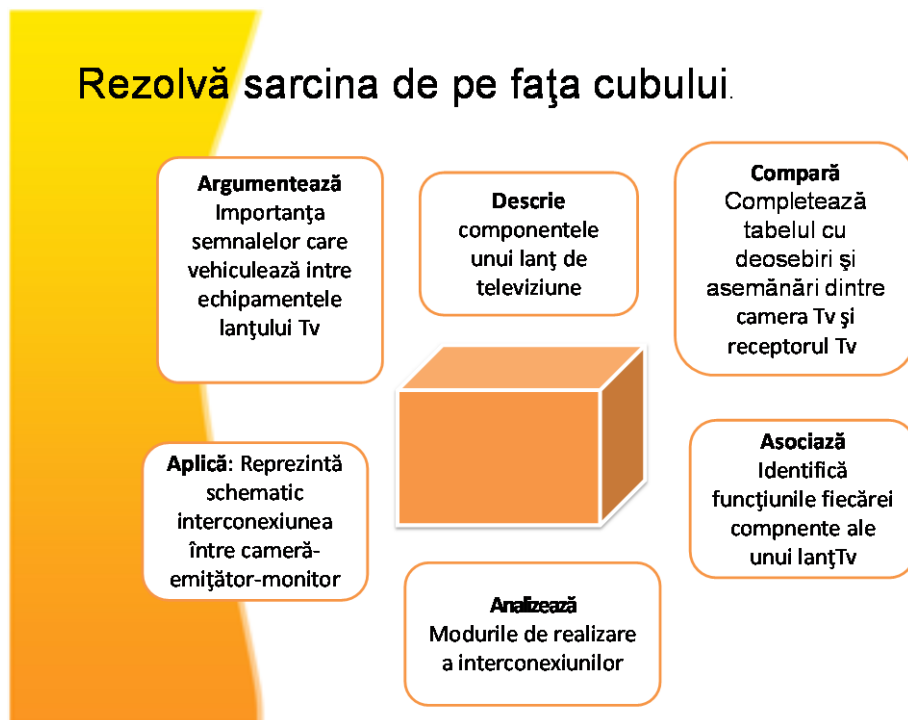 Rezolvă sarcina de pe faţa cubului.
Argumentează
Importanţa
semnalelor care
vehiculează intre
echipamentele
lanţului Tv
Descrie
componentele
unui lanţ de
televiziune
Compară
Completează
tabelul cu
deosebiri şi
asemănări dintre
camera Tv şi
receptorul Tv
Aplică: Reprezintă
schematic
interconexiunea
între cameră-
emiţător-monitor
Asociază
Identifică
funcţiunile fiecărei
compnente ale
unui lanţTv
Analizează
Modurile de realizare
a interconexiunilor